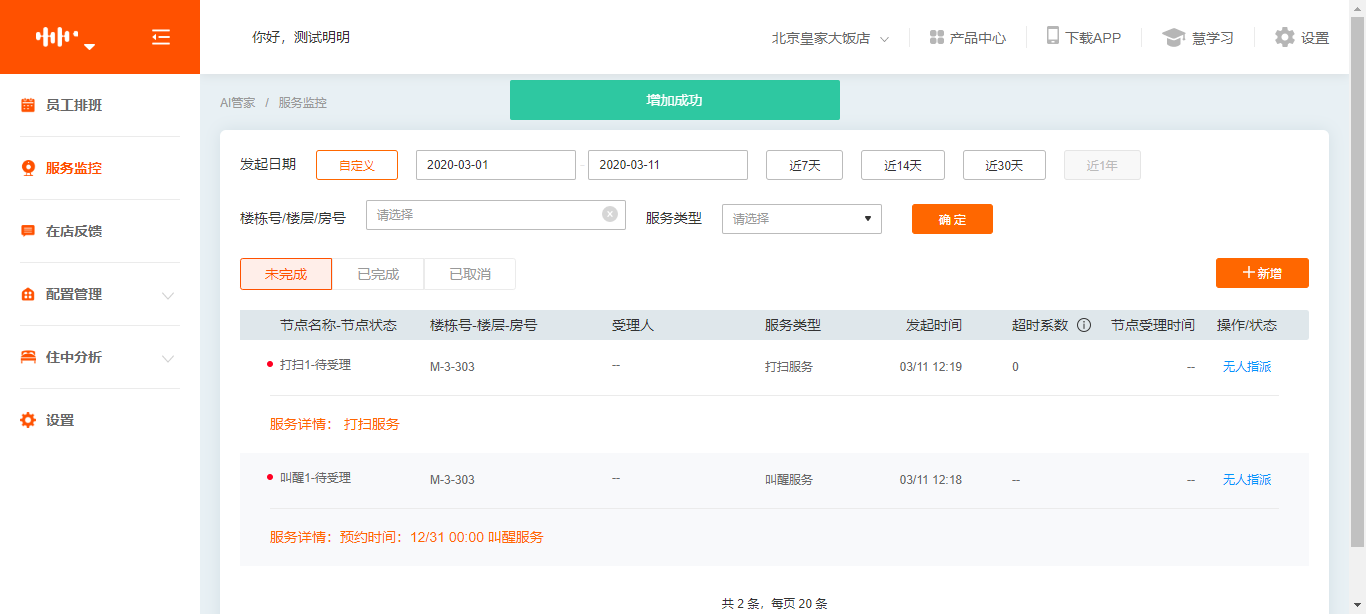 你好，测试明明
北京皇家大饭店 产品中心 下载APP 慧学习 设置
员工排班
服务监控
在店反馈
配置管理
住中分析
设置
AI管家 / 服务监控
增加成功
发起日期 自定义 2020-03-01 - 2020-03-11 近7天 近14天 近30天 近1年
楼栋号/楼层/房号 请选择 服务类型 请选择 确 定
未完成 已完成 已取消 新增
节点名称-节点状态 楼栋号-楼层-房号 受理人 服务类型 发起时间 超时系数 节点受理时间 操作/状态
打扫1-待受理 M-3-303 -- 打扫服务 03/11 12:19 0 -- 无人指派
服务详情： 打扫服务
叫醒1-待受理 M-3-303 -- 叫醒服务 03/11 12:18 -- -- 无人指派
服务详情：预约时间：12/31 00:00 叫醒服务
共 2 条，每页 20 条